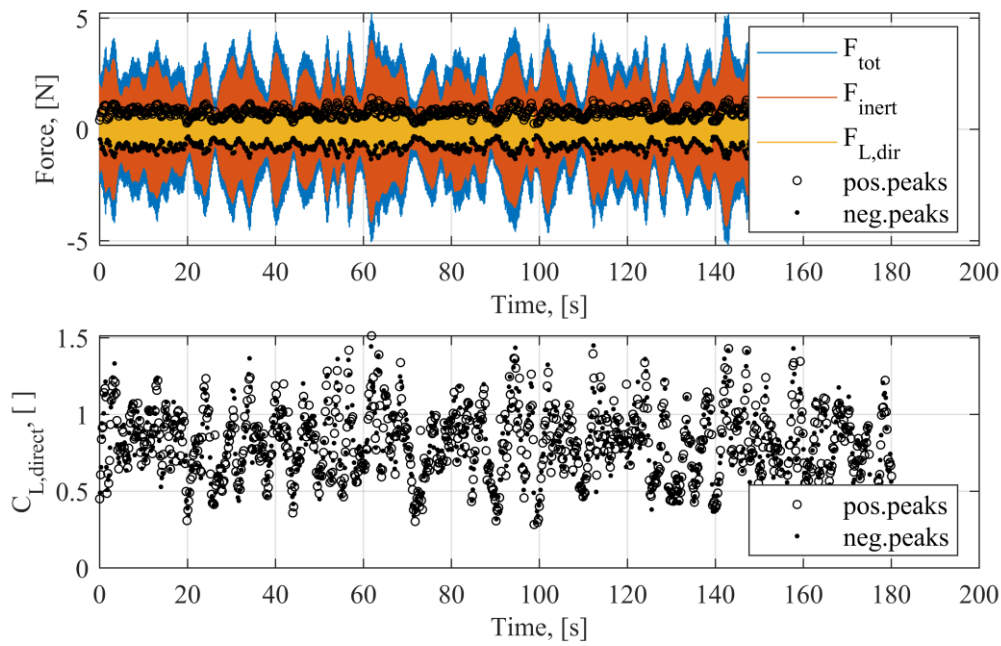 5
0
-5
Force, [N]
F_tot
F_inert
F_L,dir
pos.peaks
neg.peaks
0 20 40 60 80 100 120 140 160 180 200
Time, [s]
1.5
1
0.5
0
C_L,direct, [ ]
pos.peaks
neg.peaks
0 20 40 60 80 100 120 140 160 180 200
Time, [s]